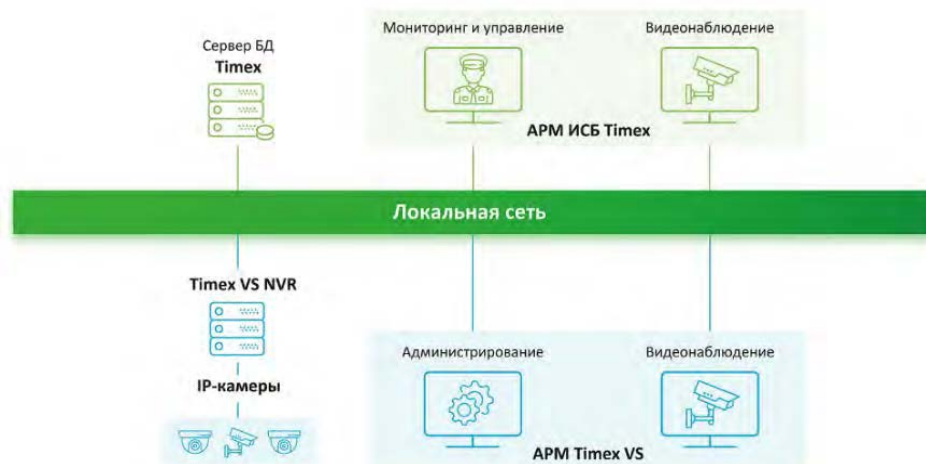 Сервер БД
Timex
Мониторинг и управление
Видеонаблюдение
АРМ ИСБ Timex
Локальная сеть
Timex VS NVR
IP-камеры
Администрирование
Видеонаблюдение
АРМ Timex VS